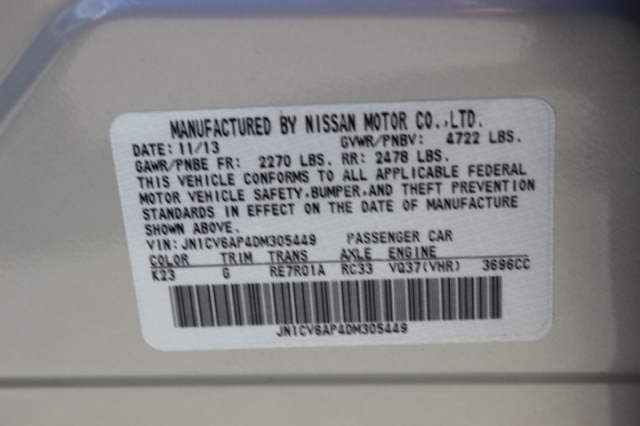 MANUFACTURED BY NISSAN MOTOR CO.,LTD.
DATE: 11/13 GVWR/PNBV: 4722 LBS.
GAWR/PNBE FR: 2270 LBS. RR: 2478 LBS.
THIS VEHICLE CONFORMS TO ALL APPLICABLE FEDERAL
MOTOR VEHICLE SAFETY,BUMPER,AND THEFT PREVENTION
STANDARDS IN EFFECT ON THE DATE OF MANUFACTURE
SHOWN ABOVE.
VIN: JN1CV6AP4DM305449 PASSENGER CAR
COLOR TRIM TRANS AXLE ENGINE
K23 G RE7R01A RC33 VQ37(VHR) 3696CC
JN1CV6AP4DM305449